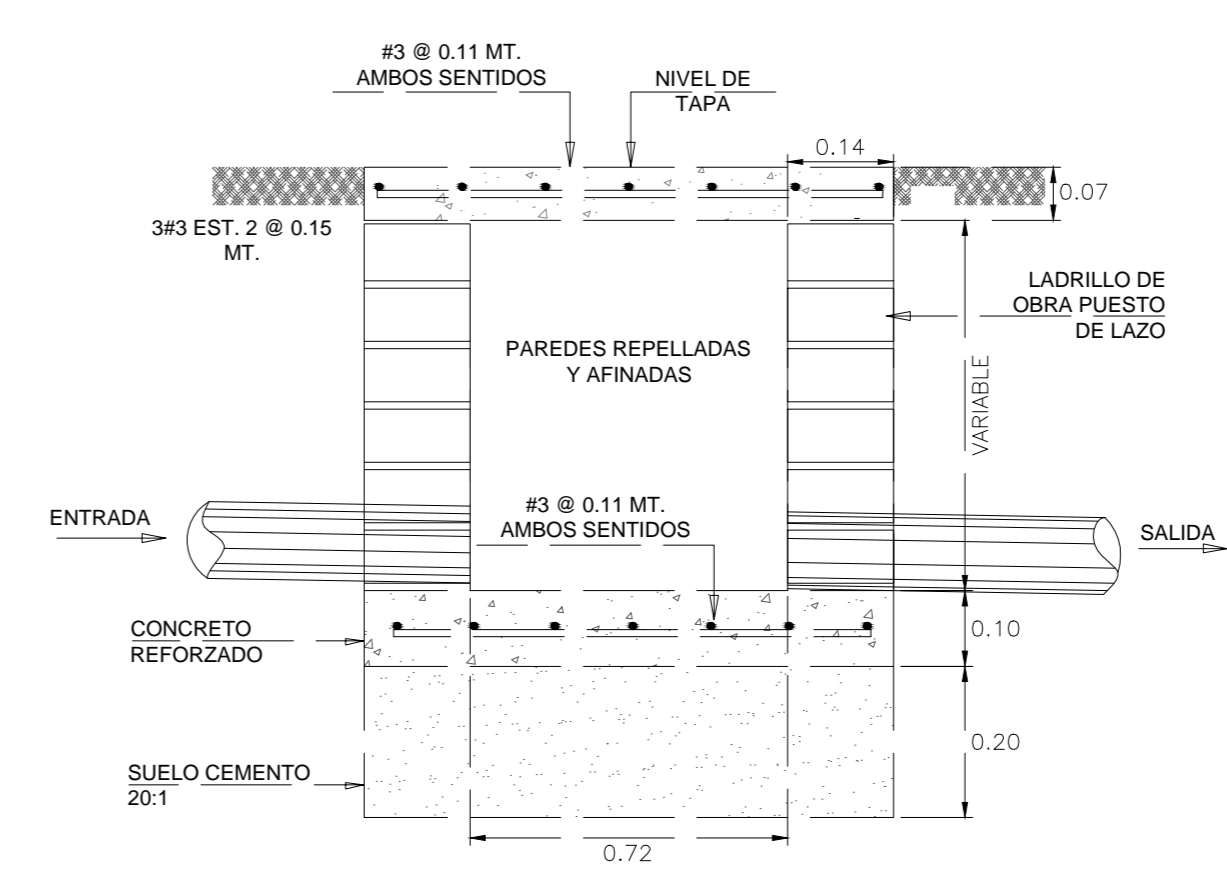 #3 @ 0.11 MT.
AMBOS SENTIDOS
NIVEL DE
TAPA
0.14
0.07
3#3 EST. 2 @ 0.15
MT.
LADRILLO DE
OBRA PUESTO
DE LAZO
PAREDES REPELLADAS
Y AFINADAS
VARIABLE
#3 @ 0.11 MT.
AMBOS SENTIDOS
ENTRADA
SALIDA
CONCRETO
REFORZADO
0.10
0.20
SUELO CEMENTO
20:1
0.72